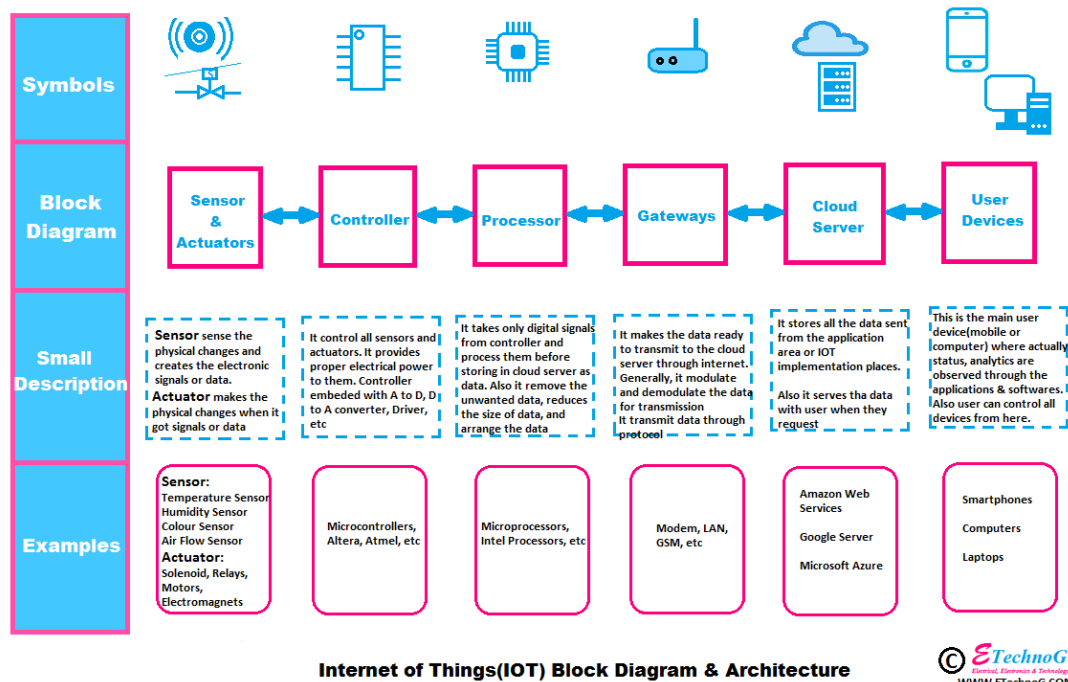 Symbols
Block
Diagram
Sensor
&
Actuators
Controller
Processor
Gateways
Cloud
Server
User
Devices
Small
Description
Sensor sense the
physical changes and
creates the electronic
signals or data.
Actuator makes the
physical changes when it
got signals or data
It control all sensors and
actuators. It provides
proper electrical power
to them. Controller
embeded with A to D, D
to A converter, Driver,
etc
It takes only digital signals
from controller and
process them before
storing in cloud server as
data. Also it remove the
unwanted data, reduces
the size of data, and
arrange the data
It makes the data ready
to transmit to the cloud
server through internet.
Generally, it modulate
and demodulate the data
for transmission
It transmit data through
protocol
It stores all the data sent
from the application
area or IOT
implementation places.
Also it serves tha data
with user when they
request
This is the main user
device(mobile or
computer) where actually
status, analytics are
observed through the
applications & softwares.
Also user can control all
devices from here.
Examples
Sensor:
Temperature Sensor
Humidity Sensor
Colour Sensor
Air Flow Sensor
Actuator:
Solenoid, Relays,
Motors,
Electromagnets
Microcontrollers,
Altera, Atmel, etc
Microprocessors,
Intel Processors, etc
Modem, LAN,
GSM, etc
Amazon Web
Services
Google Server
Microsoft Azure
Smartphones
Computers
Laptops
Internet of Things(IOT) Block Diagram & Architecture
© ETechnoG
Electrical, Electronics & Technology
WWW.ETechnoG.COM